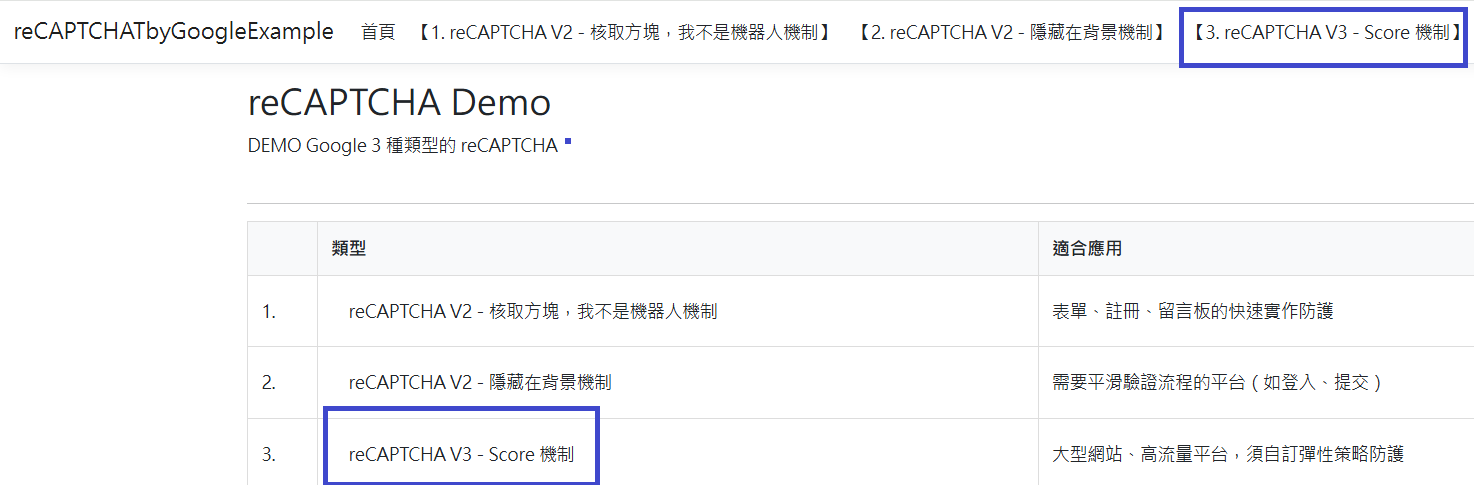 reCAPTCHATbyGoogleExample 首頁 【1. reCAPTCHA V2 - 核取方塊，我不是機器人機制】 【2. reCAPTCHA V2 - 隱藏在背景機制】 【3. reCAPTCHA V3 - Score 機制】
reCAPTCHA Demo
DEMO Google 3 種類型的 reCAPTCHA
類型 適合應用
1. reCAPTCHA V2 - 核取方塊，我不是機器人機制 表單、註冊、留言板的快速實作防護
2. reCAPTCHA V2 - 隱藏在背景機制 需要平滑驗證流程的平台（如登入、提交）
3. reCAPTCHA V3 - Score 機制 大型網站、高流量平台，須自訂彈性策略防護